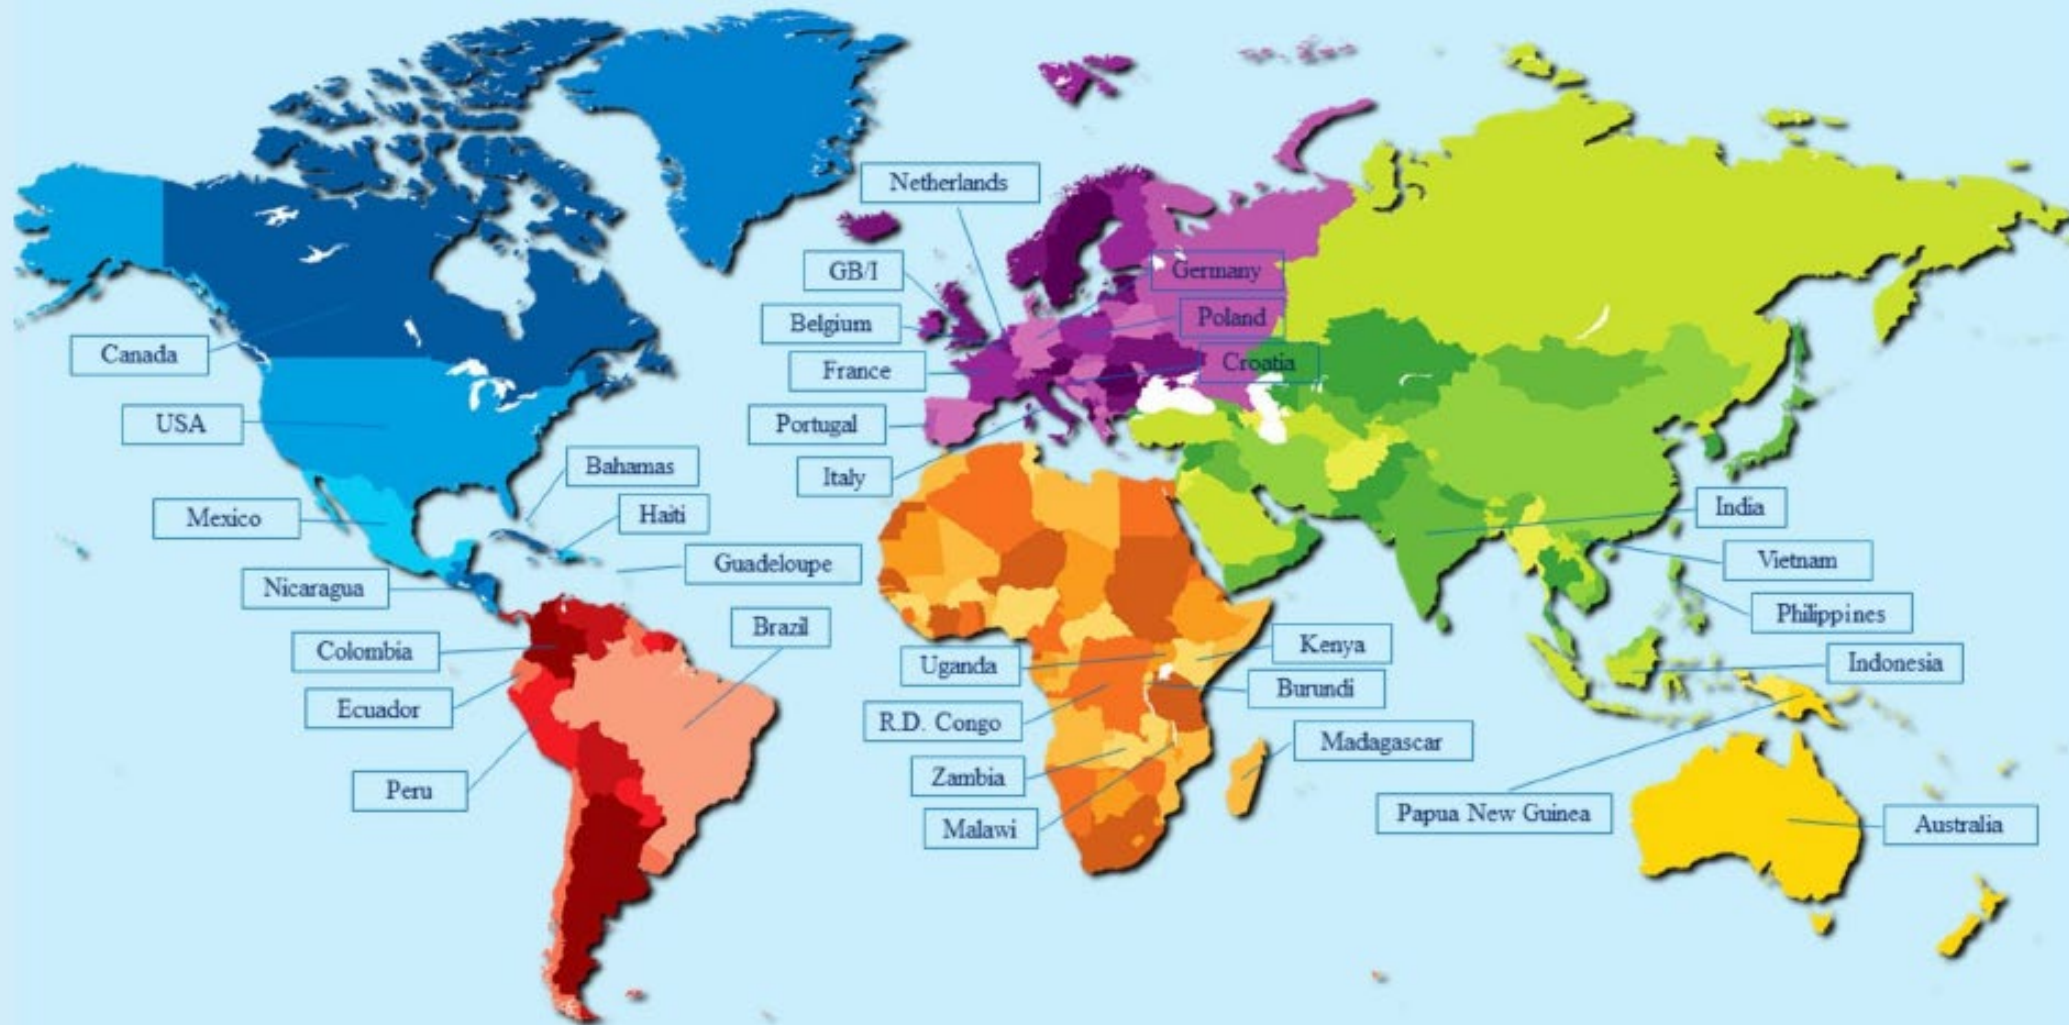 Netherlands
GB/I
Germany
Belgium
Poland
Canada
France
Croatia
USA
Portugal
Bahamas
Italy
Mexico
Haiti
India
Guadeloupe
Vietnam
Nicaragua
Philippines
Brazil
Colombia
Kenya
Uganda
Indonesia
Burundi
Ecuador
R.D. Congo
Madagascar
Zambia
Peru
Papua New Guinea
Malawi
Australia